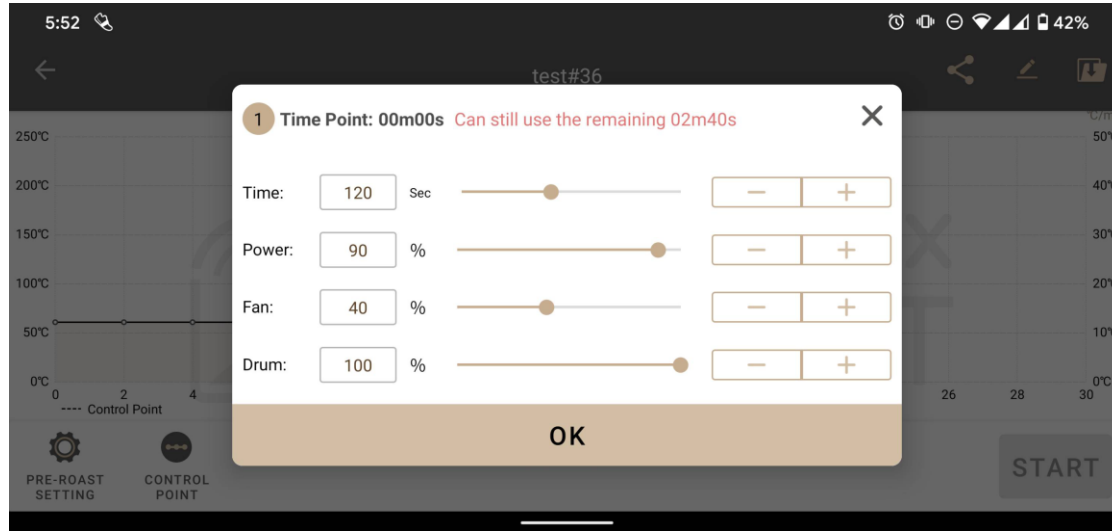 5:52 42%
test#36
1 Time Point: 00m00s Can still use the remaining 02m40s
Time: 120 Sec − +
Power: 90 % − +
Fan: 40 % − +
Drum: 100 % − +
OK
250℃
200℃
150℃
100℃
50℃
0℃
0 2 4 26 28 30
---- Control Point
0℃
PRE-ROAST
SETTING
CONTROL
POINT
START